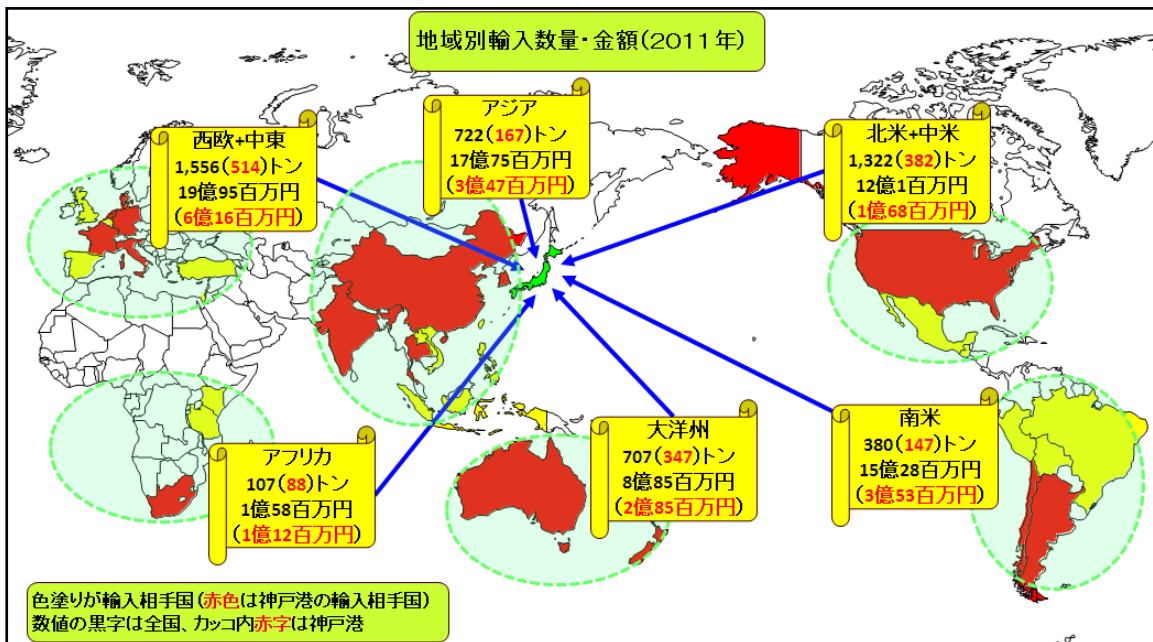 地域別輸入数量・金額(2011年)
アジア
722(167)トン
17億75百万円
(3億47百万円)
西欧+中東
1,556(514)トン
19億95百万円
(6億16百万円)
北米+中米
1,322(382)トン
12億1百万円
(1億68百万円)
アフリカ
107(88)トン
1億58百万円
(1億12百万円)
大洋州
707(347)トン
8億85百万円
(2億85百万円)
南米
380(147)トン
15億28百万円
(3億53百万円)
色塗りが輸入相手国(赤色は神戸港の輸入相手国)
数値の黒字は全国、カッコ内赤字は神戸港